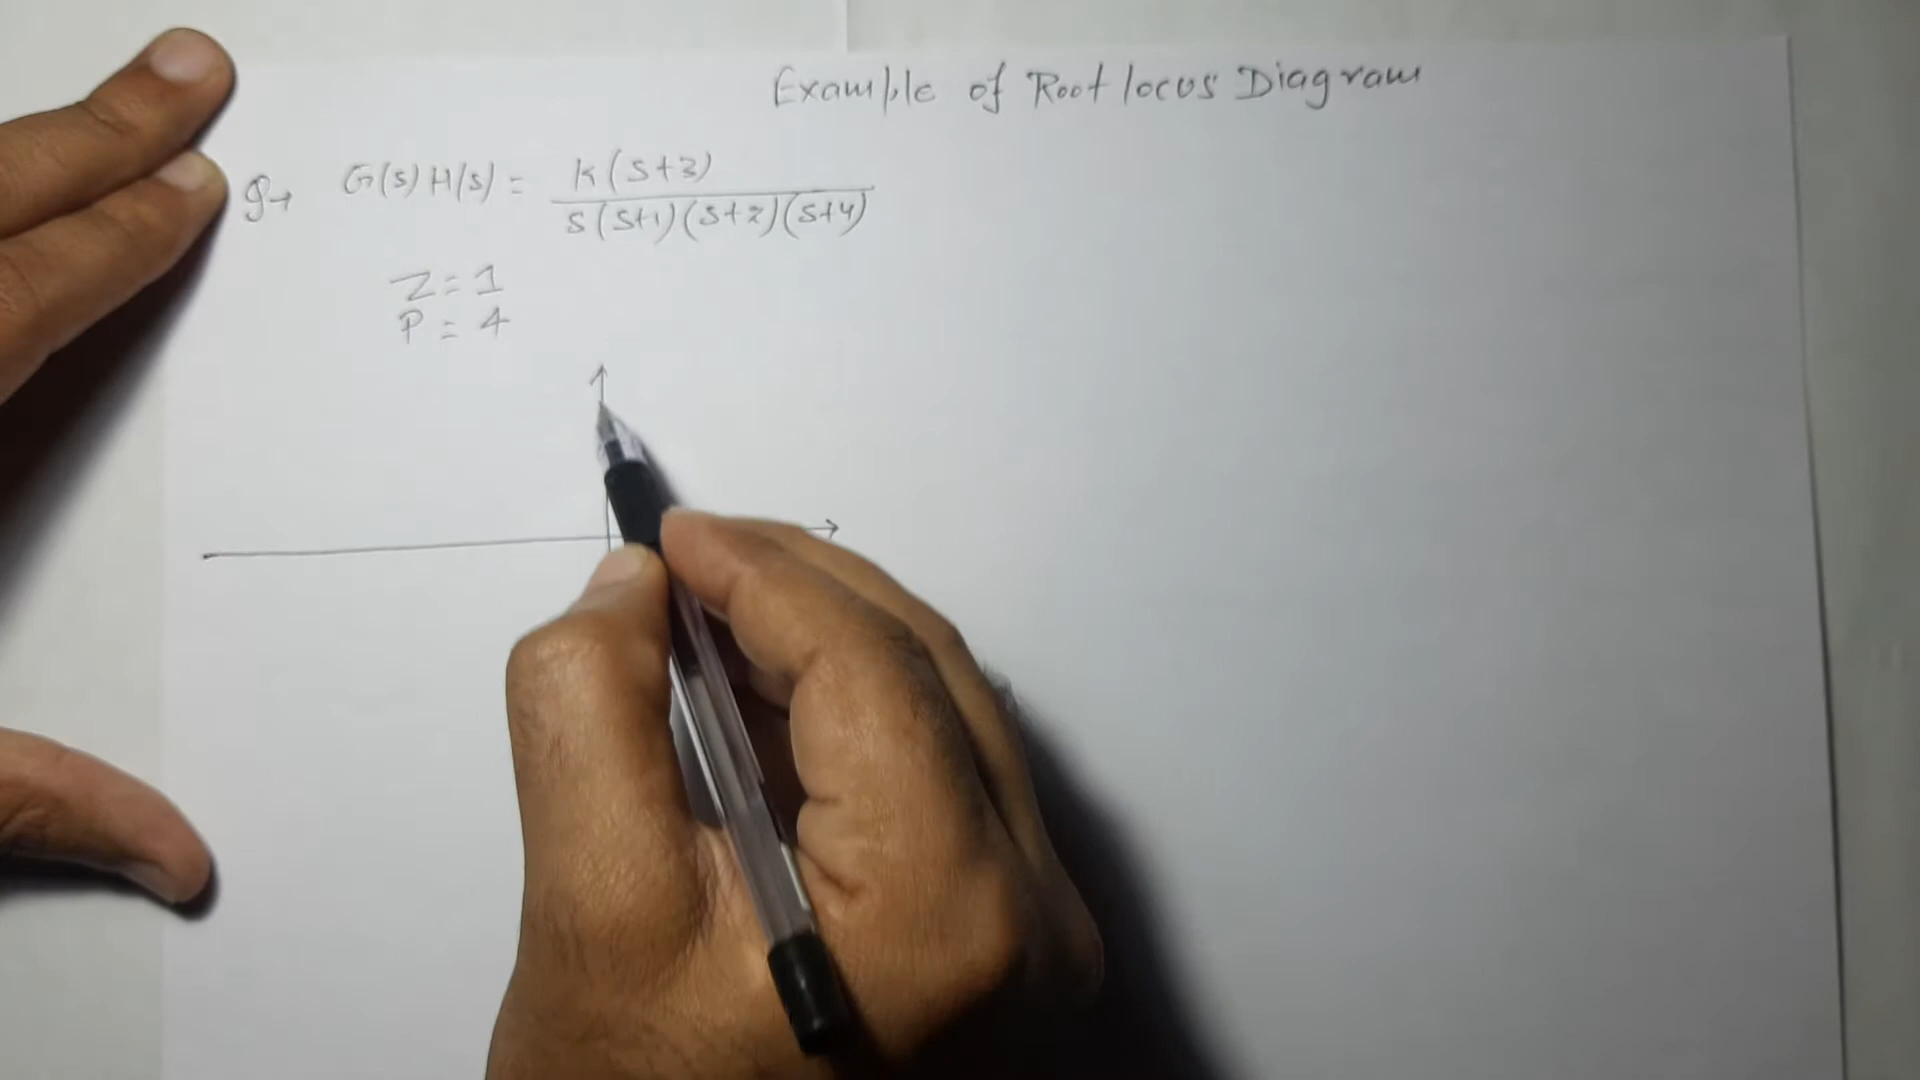 Example of Root locus Diagram
G(s) H(s) = K(s+3) / s(s+1)(s+2)(s+4)
Z = 1
P = 4